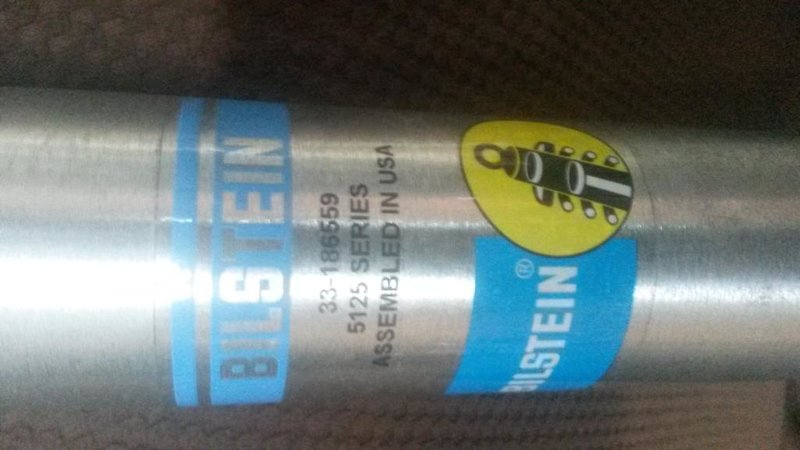 BILSTEIN
33-186559
5125 SERIES
ASSEMBLED IN USA
BILSTEIN®